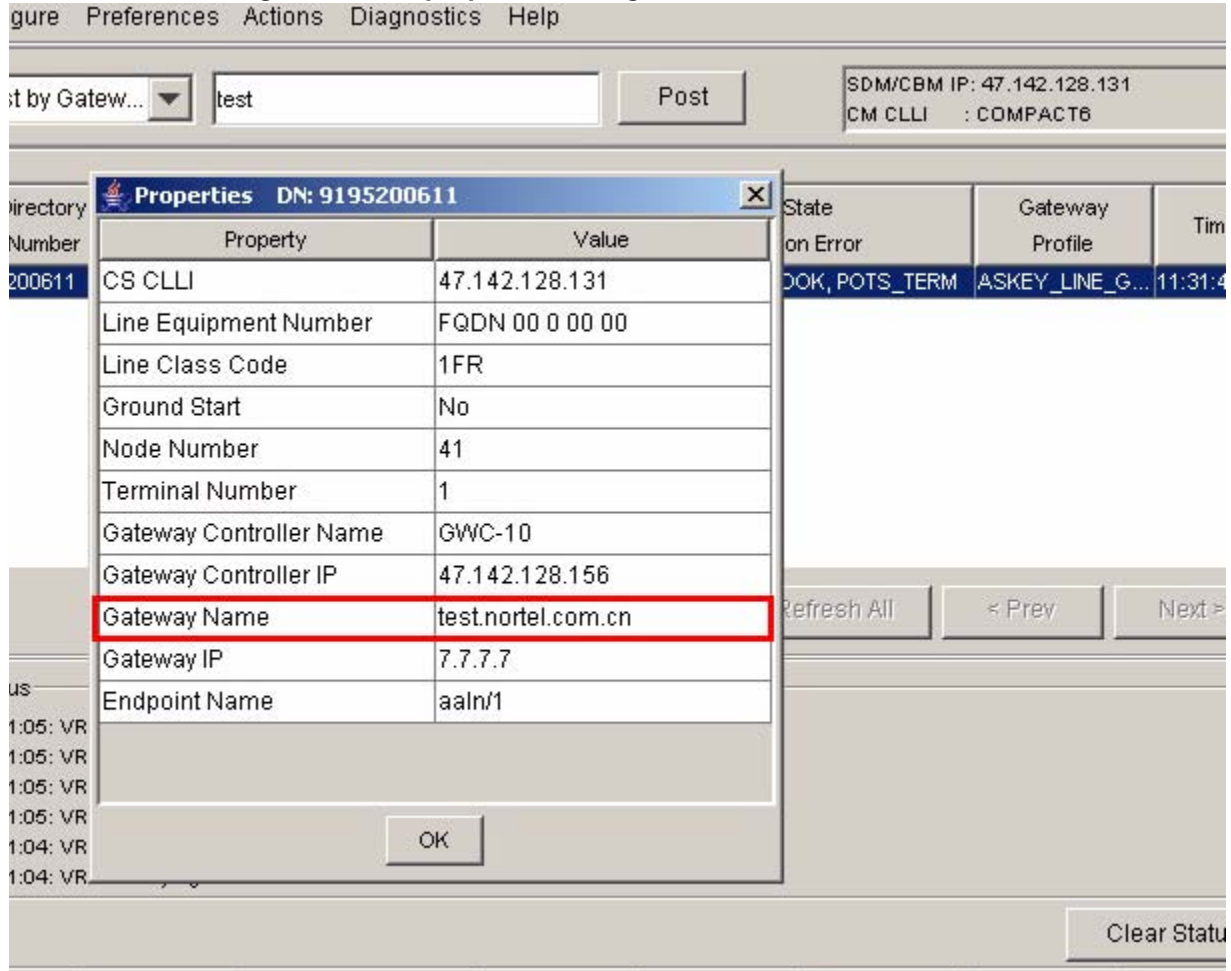 gure Preferences Actions Diagnostics Help
st by Gatew... test Post SDM/CBM IP: 47.142.128.131
CM CLLI : COMPACT6
Properties DN: 9195200611
Directory Number State on Error Gateway Profile Tim
200611 OOK, POTS_TERM ASKEY_LINE_G... 11:31:4
Property Value
CS CLLI 47.142.128.131
Line Equipment Number FQDN 00 0 00 00
Line Class Code 1FR
Ground Start No
Node Number 41
Terminal Number 1
Gateway Controller Name GWC-10
Gateway Controller IP 47.142.128.156
Gateway Name test.nortel.com.cn
Gateway IP 7.7.7.7
Endpoint Name aaln/1
Refresh All < Prev Next >
us
1:05: VR
1:05: VR
1:05: VR
1:05: VR
1:04: VR
1:04: VR
OK
Clear Statu